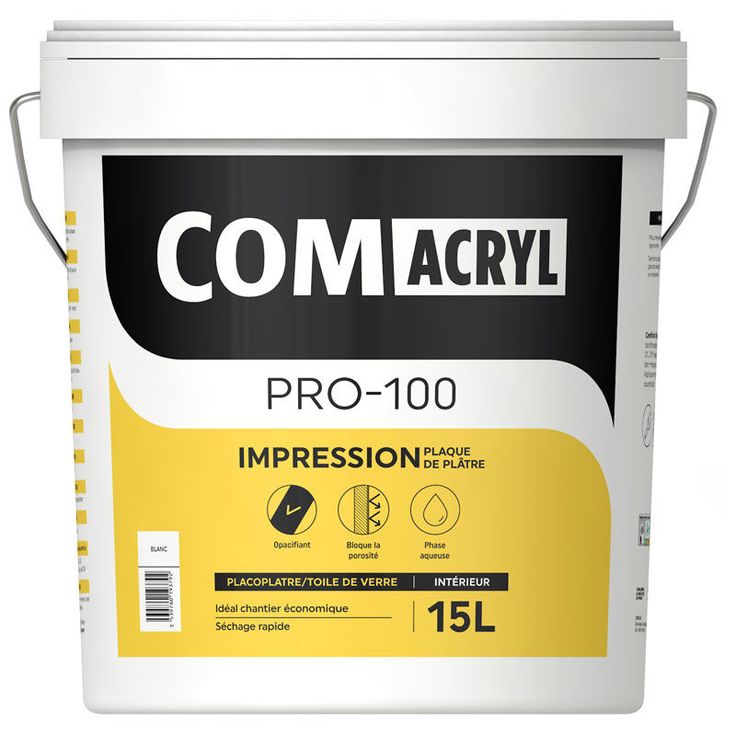 COM ACRYL
PRO-100
IMPRESSION PLAQUE
DE PLÂTRE
Opacifiant
Bloque la
porosité
Phase
aqueuse
BLANC
PLACOPLATRE/TOILE DE VERRE
INTÉRIEUR
Idéal chantier économique
Séchage rapide
15L